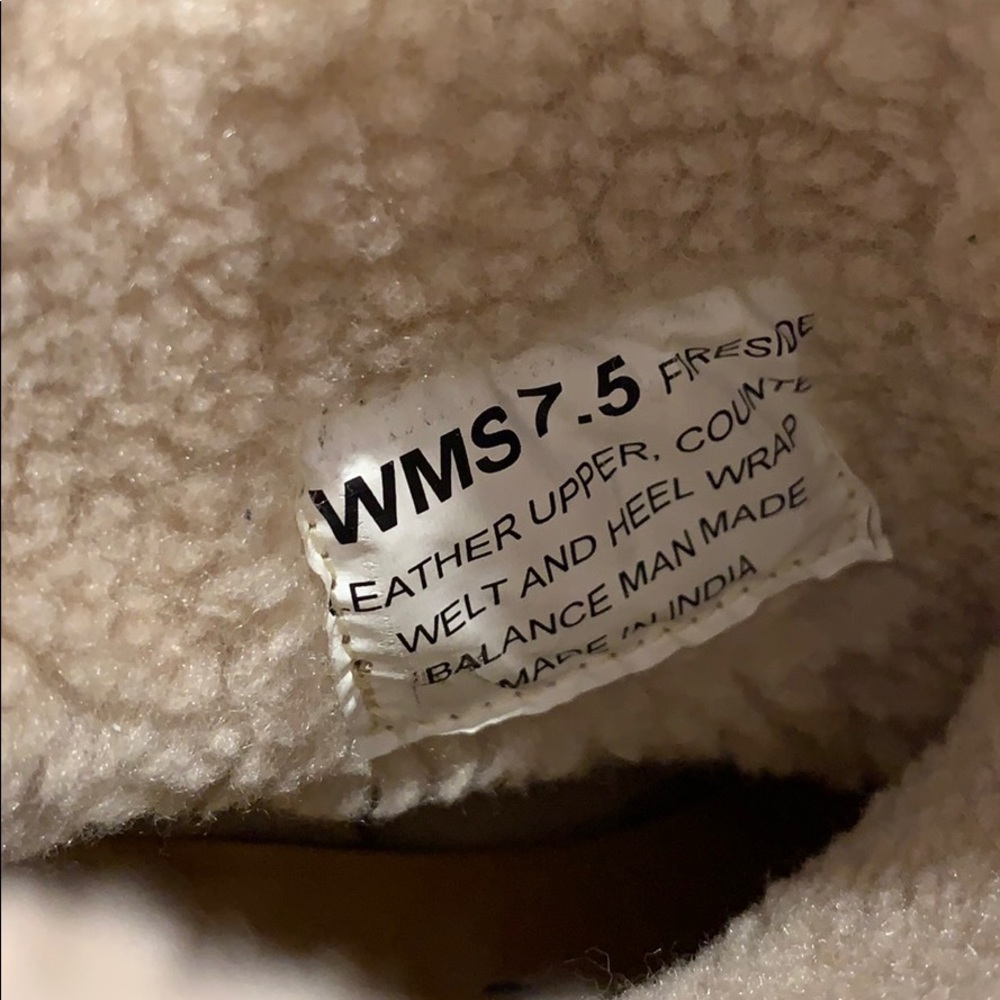 WMS 7.5 FIRESIDE
LEATHER UPPER, COUNTE
WELT AND HEEL WRAP
BALANCE MAN MADE
MADE IN INDIA